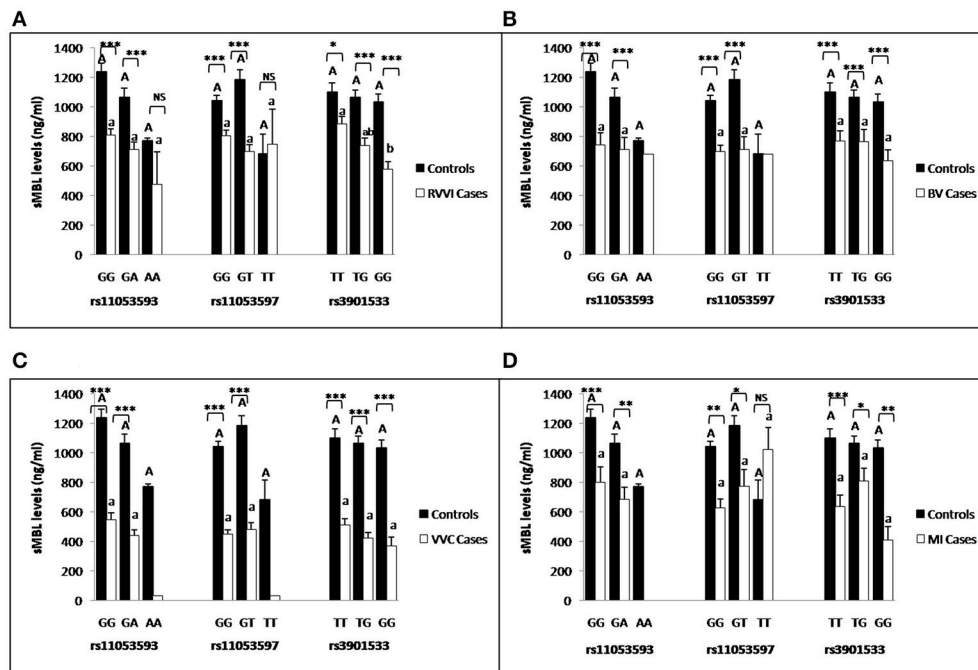 A
1400
1200
1000
800
600
400
200
0
sMBL levels (ng/ml)
*** *** NS *** *** NS * *** ***
A A A A A A A A A
a a a a a a a ab b
GG GA AA GG GT TT TT TG GG
rs11053593 rs11053597 rs3901533
Controls
RVVI Cases
B
1400
1200
1000
800
600
400
200
0
sMBL levels (ng/ml)
*** *** *** *** *** *** ***
A A A A A A A A A
a a a a a a a
GG GA AA GG GT TT TT TG GG
rs11053593 rs11053597 rs3901533
Controls
BV Cases
C
1400
1200
1000
800
600
400
200
0
sMBL levels (ng/ml)
*** *** *** *** *** *** ***
A A A A A A A A A
a a a a a a a
GG GA AA GG GT TT TT TG GG
rs11053593 rs11053597 rs3901533
Controls
VVC Cases
D
1400
1200
1000
800
600
400
200
0
sMBL levels (ng/ml)
*** ** ** * NS *** * **
A A A A A A A A A
a a a a a a a a
GG GA AA GG GT TT TT TG GG
rs11053593 rs11053597 rs3901533
Controls
MI Cases